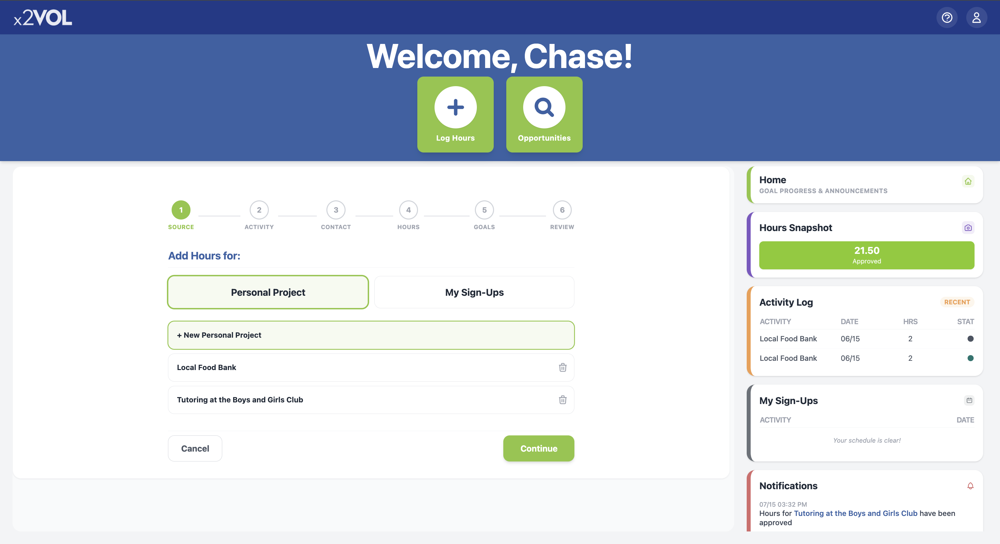 x2VOL
Welcome, Chase!
Log Hours
Opportunities
1
2
3
4
5
6
SOURCE
ACTIVITY
CONTACT
HOURS
GOALS
REVIEW
Add Hours for:
Personal Project
My Sign-Ups
+ New Personal Project
Local Food Bank
Tutoring at the Boys and Girls Club
Cancel
Continue
Home
GOAL PROGRESS & ANNOUNCEMENTS
Hours Snapshot
21.50
Approved
Activity Log
RECENT
ACTIVITY DATE HRS STAT
Local Food Bank 06/15 2
Local Food Bank 06/15 2
My Sign-Ups
ACTIVITY DATE
Your schedule is clear!
Notifications
07/15 03:32 PM
Hours for Tutoring at the Boys and Girls Club have been
approved